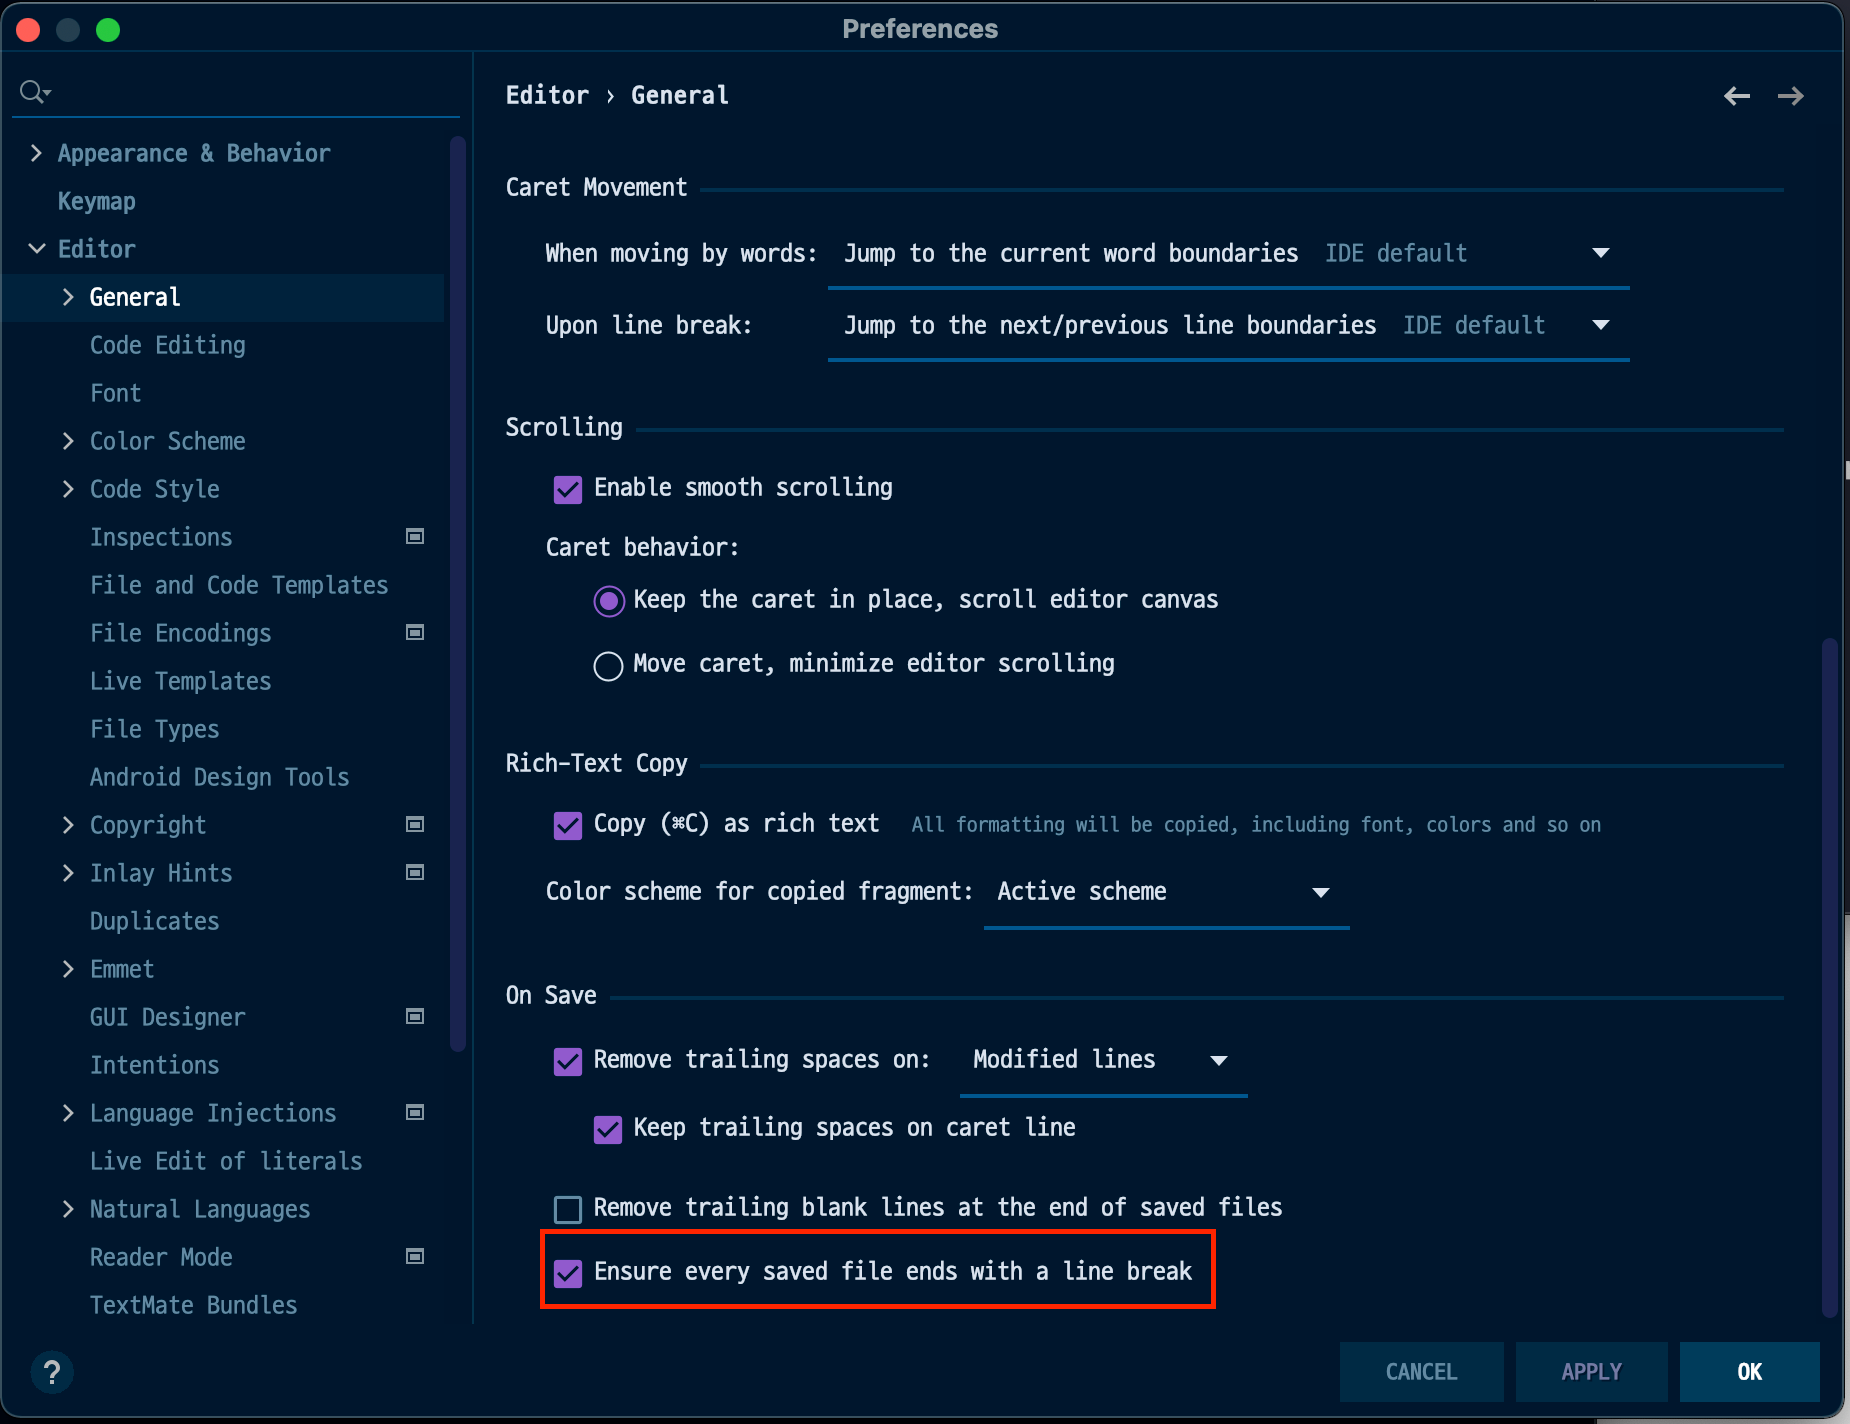 Preferences
Editor › General
Appearance & Behavior
Keymap
Editor
General
Code Editing
Font
Color Scheme
Code Style
Inspections
File and Code Templates
File Encodings
Live Templates
File Types
Android Design Tools
Copyright
Inlay Hints
Duplicates
Emmet
GUI Designer
Intentions
Language Injections
Live Edit of literals
Natural Languages
Reader Mode
TextMate Bundles
?
Caret Movement
When moving by words: Jump to the current word boundaries IDE default
Upon line break: Jump to the next/previous line boundaries IDE default
Scrolling
Enable smooth scrolling
Caret behavior:
Keep the caret in place, scroll editor canvas
Move caret, minimize editor scrolling
Rich-Text Copy
Copy (⌘C) as rich text All formatting will be copied, including font, colors and so on
Color scheme for copied fragment: Active scheme
On Save
Remove trailing spaces on: Modified lines
Keep trailing spaces on caret line
Remove trailing blank lines at the end of saved files
Ensure every saved file ends with a line break
CANCEL APPLY OK